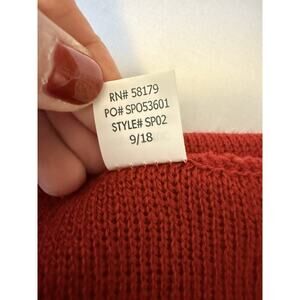 RN# 58179
PO# SPO53601
STYLE# SP02
9/18